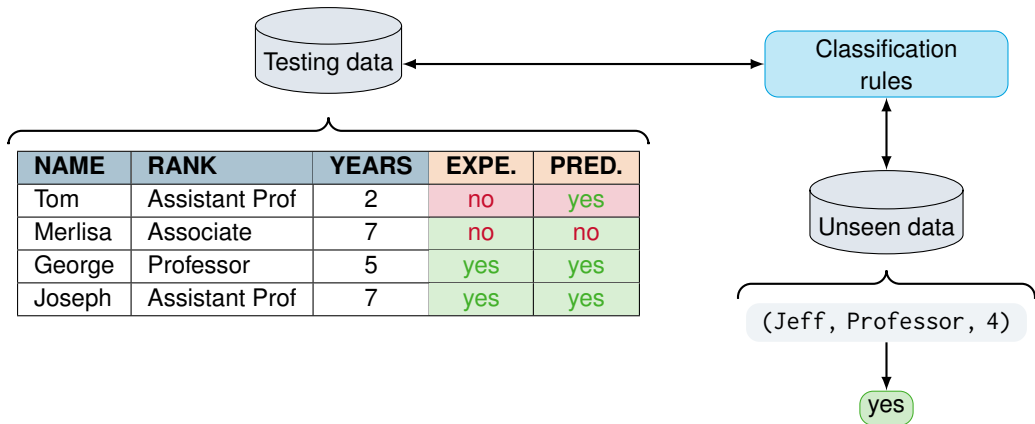 Testing data
Classification
rules
NAME RANK YEARS EXPE. PRED.
Tom Assistant Prof 2 no yes
Merlisa Associate 7 no no
George Professor 5 yes yes
Joseph Assistant Prof 7 yes yes
Unseen data
(Jeff, Professor, 4)
yes